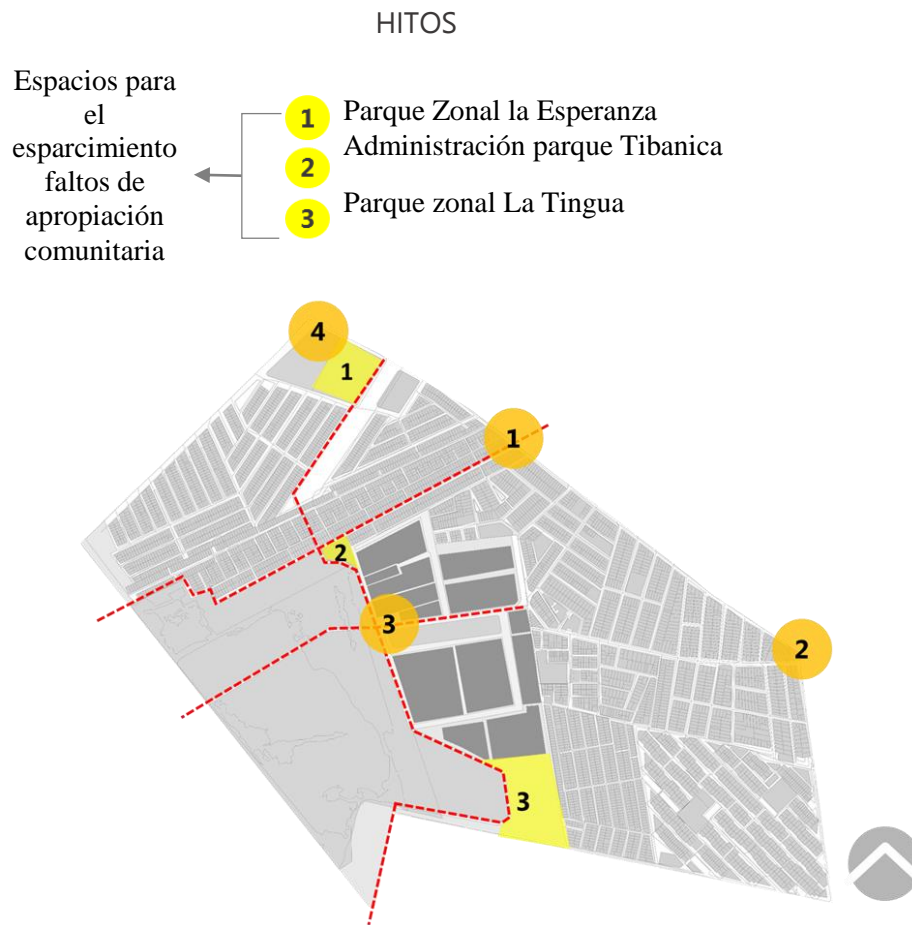 HITOS
Espacios para
el
esparcimiento
faltos de
apropiación
comunitaria
1 Parque Zonal la Esperanza
2 Administración parque Tibanica
3 Parque zonal La Tingua
4
1
1
2
3
2
3